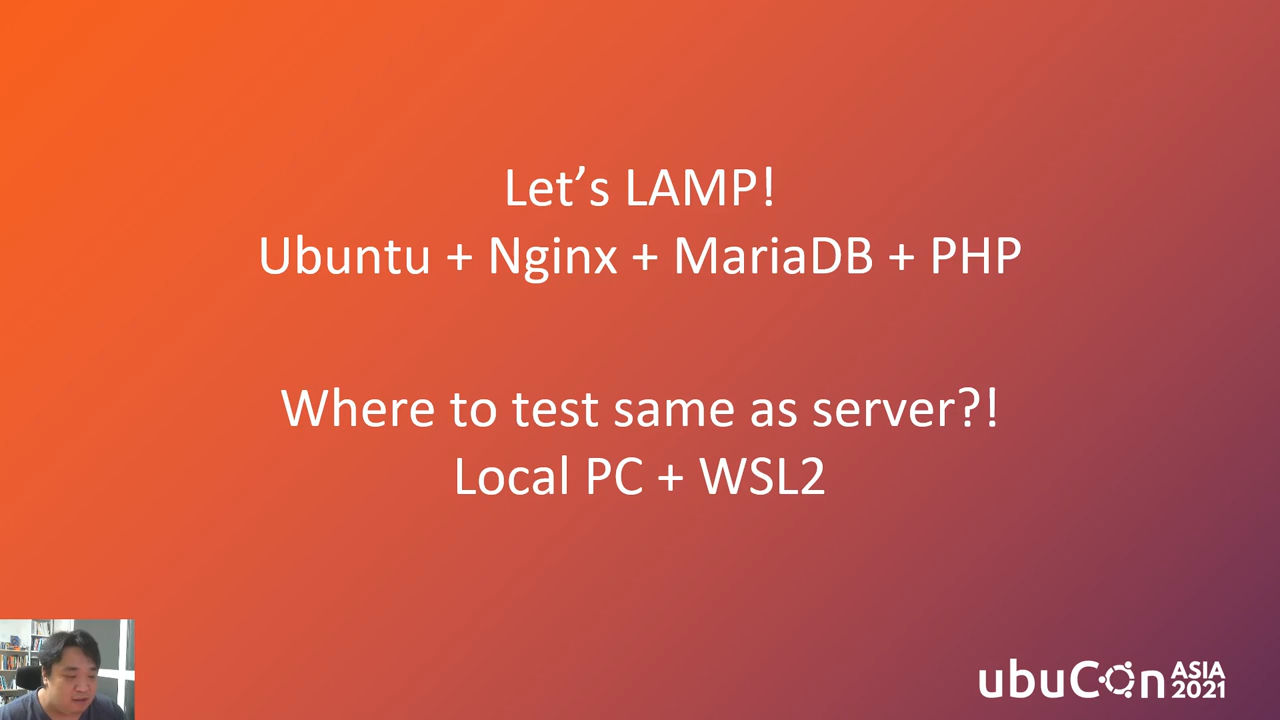 Let’s LAMP!
Ubuntu + Nginx + MariaDB + PHP
Where to test same as server?!
Local PC + WSL2
ubuCon ASIA 2021